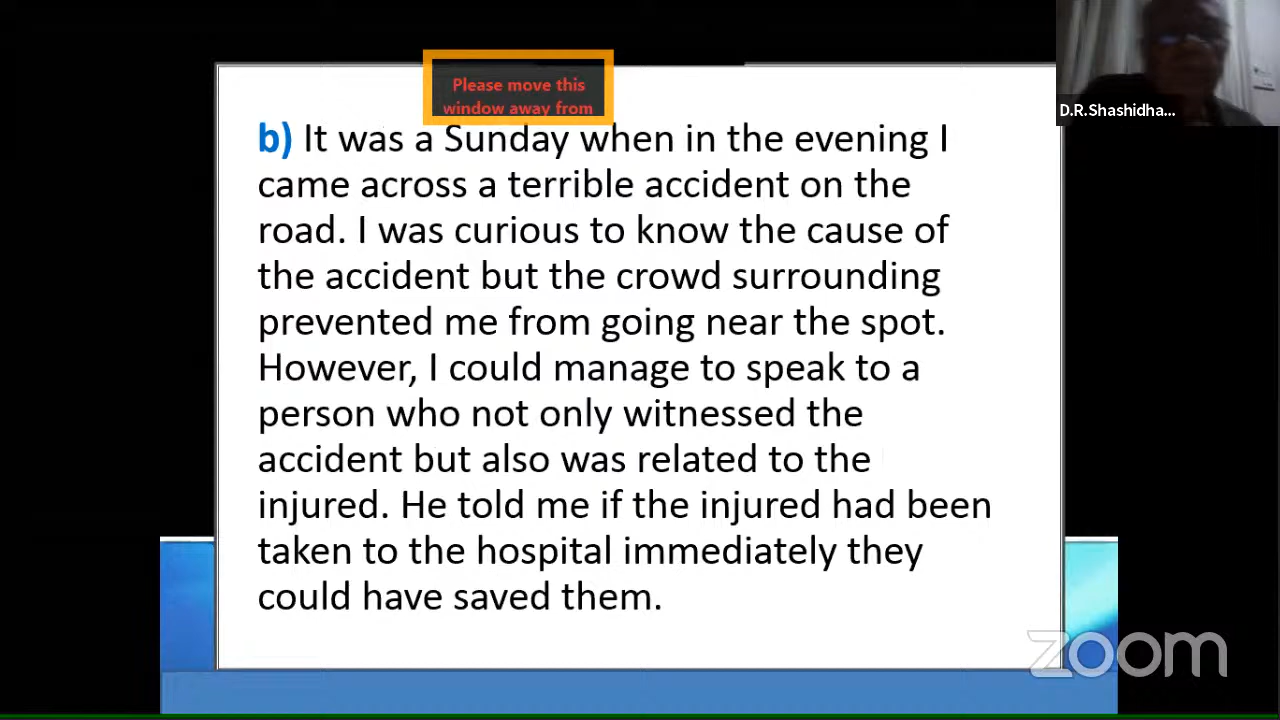 Please move this
window away from
D.R.Shashidha...
b) It was a Sunday when in the evening I
came across a terrible accident on the
road. I was curious to know the cause of
the accident but the crowd surrounding
prevented me from going near the spot.
However, I could manage to speak to a
person who not only witnessed the
accident but also was related to the
injured. He told me if the injured had been
taken to the hospital immediately they
could have saved them.
zoom